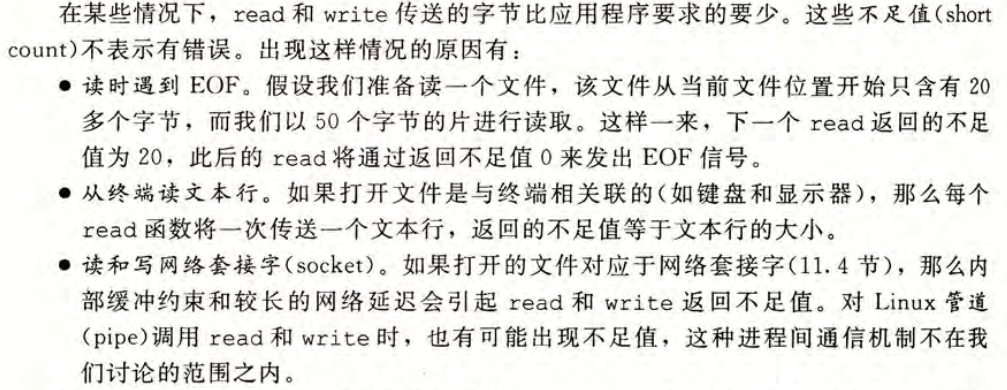 在某些情况下，read 和 write 传送的字节比应用程序要求的要少。这些不足值(short
count)不表示有错误。出现这样情况的原因有：
● 读时遇到 EOF。假设我们准备读一个文件，该文件从当前文件位置开始只含有 20
多个字节，而我们以 50 个字节的片进行读取。这样一来，下一个 read 返回的不足
值为 20，此后的 read 将通过返回不足值 0 来发出 EOF 信号。
● 从终端读文本行。如果打开文件是与终端相关联的(如键盘和显示器)，那么每个
read 函数将一次传送一个文本行，返回的不足值等于文本行的大小。
● 读和写网络套接字(socket)。如果打开的文件对应于网络套接字(11.4 节)，那么内
部缓冲约束和较长的网络延迟会引起 read 和 write 返回不足值。对 Linux 管道
(pipe)调用 read 和 write 时，也有可能出现不足值，这种进程间通信机制不在我
们讨论的范围之内。